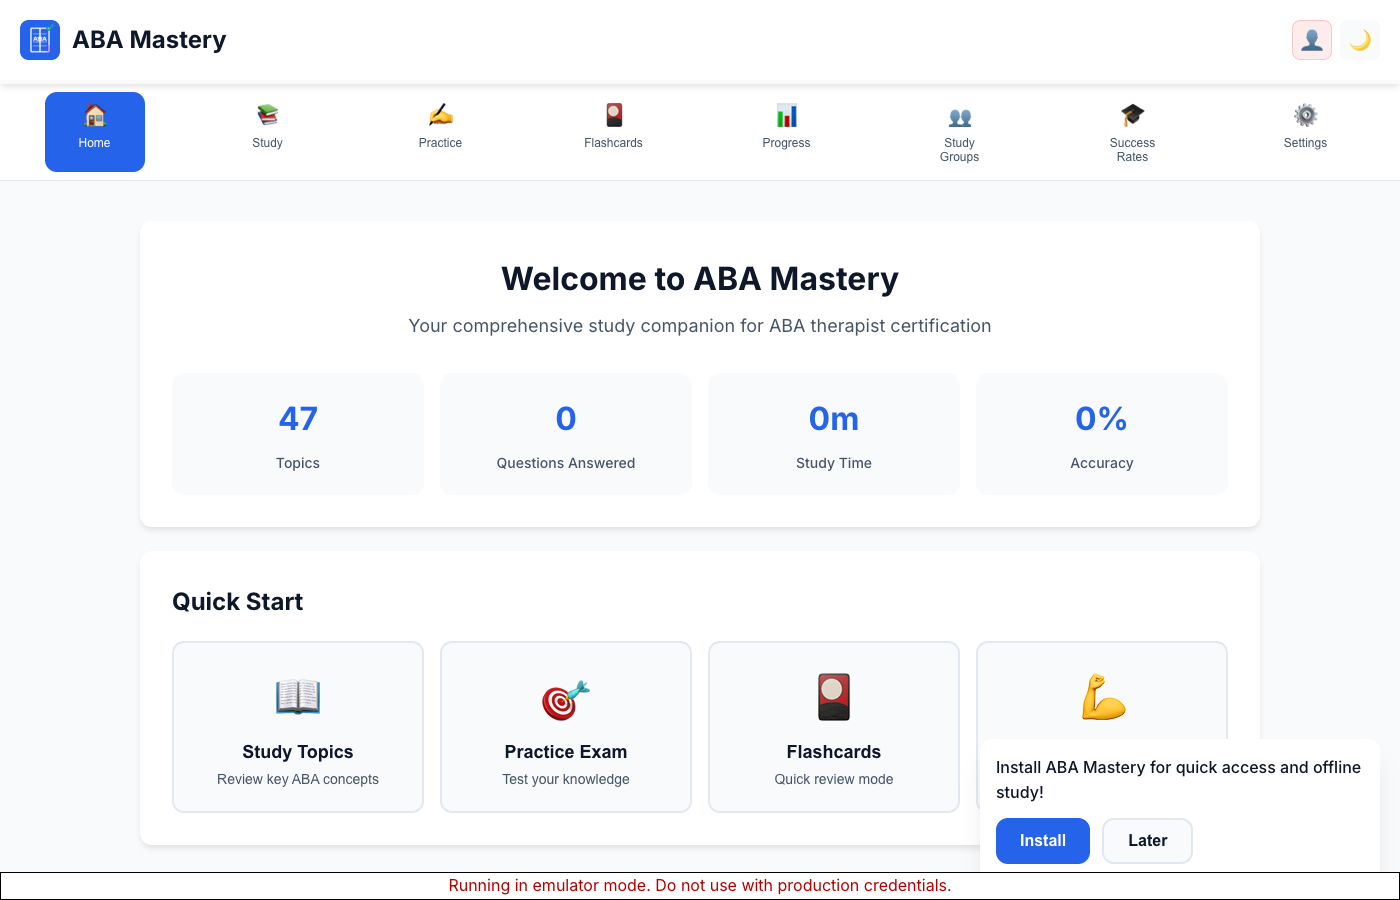 ABA
ABA Mastery
Home
Study
Practice
Flashcards
Progress
Study
Groups
Success
Rates
Settings
Welcome to ABA Mastery
Your comprehensive study companion for ABA therapist certification
47
Topics
0
Questions Answered
0m
Study Time
0%
Accuracy
Quick Start
Study Topics
Review key ABA concepts
Practice Exam
Test your knowledge
Flashcards
Quick review mode
Install ABA Mastery for quick access and offline
study!
Install
Later
Running in emulator mode. Do not use with production credentials.